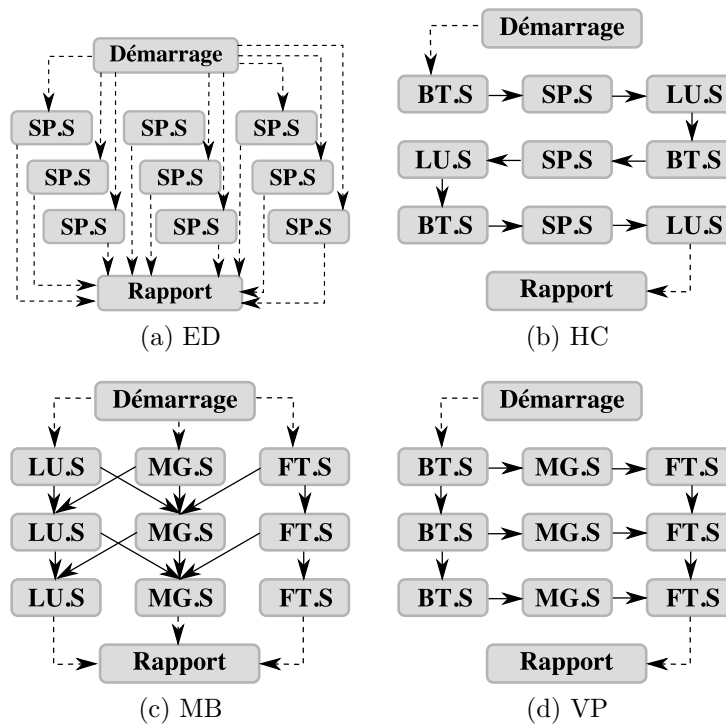 Démarrage
SP.S SP.S SP.S
SP.S SP.S SP.S
SP.S SP.S SP.S
Rapport
(a) ED
Démarrage
BT.S SP.S LU.S
LU.S SP.S BT.S
BT.S SP.S LU.S
Rapport
(b) HC
Démarrage
LU.S MG.S FT.S
LU.S MG.S FT.S
LU.S MG.S FT.S
Rapport
(c) MB
Démarrage
BT.S MG.S FT.S
BT.S MG.S FT.S
BT.S MG.S FT.S
Rapport
(d) VP